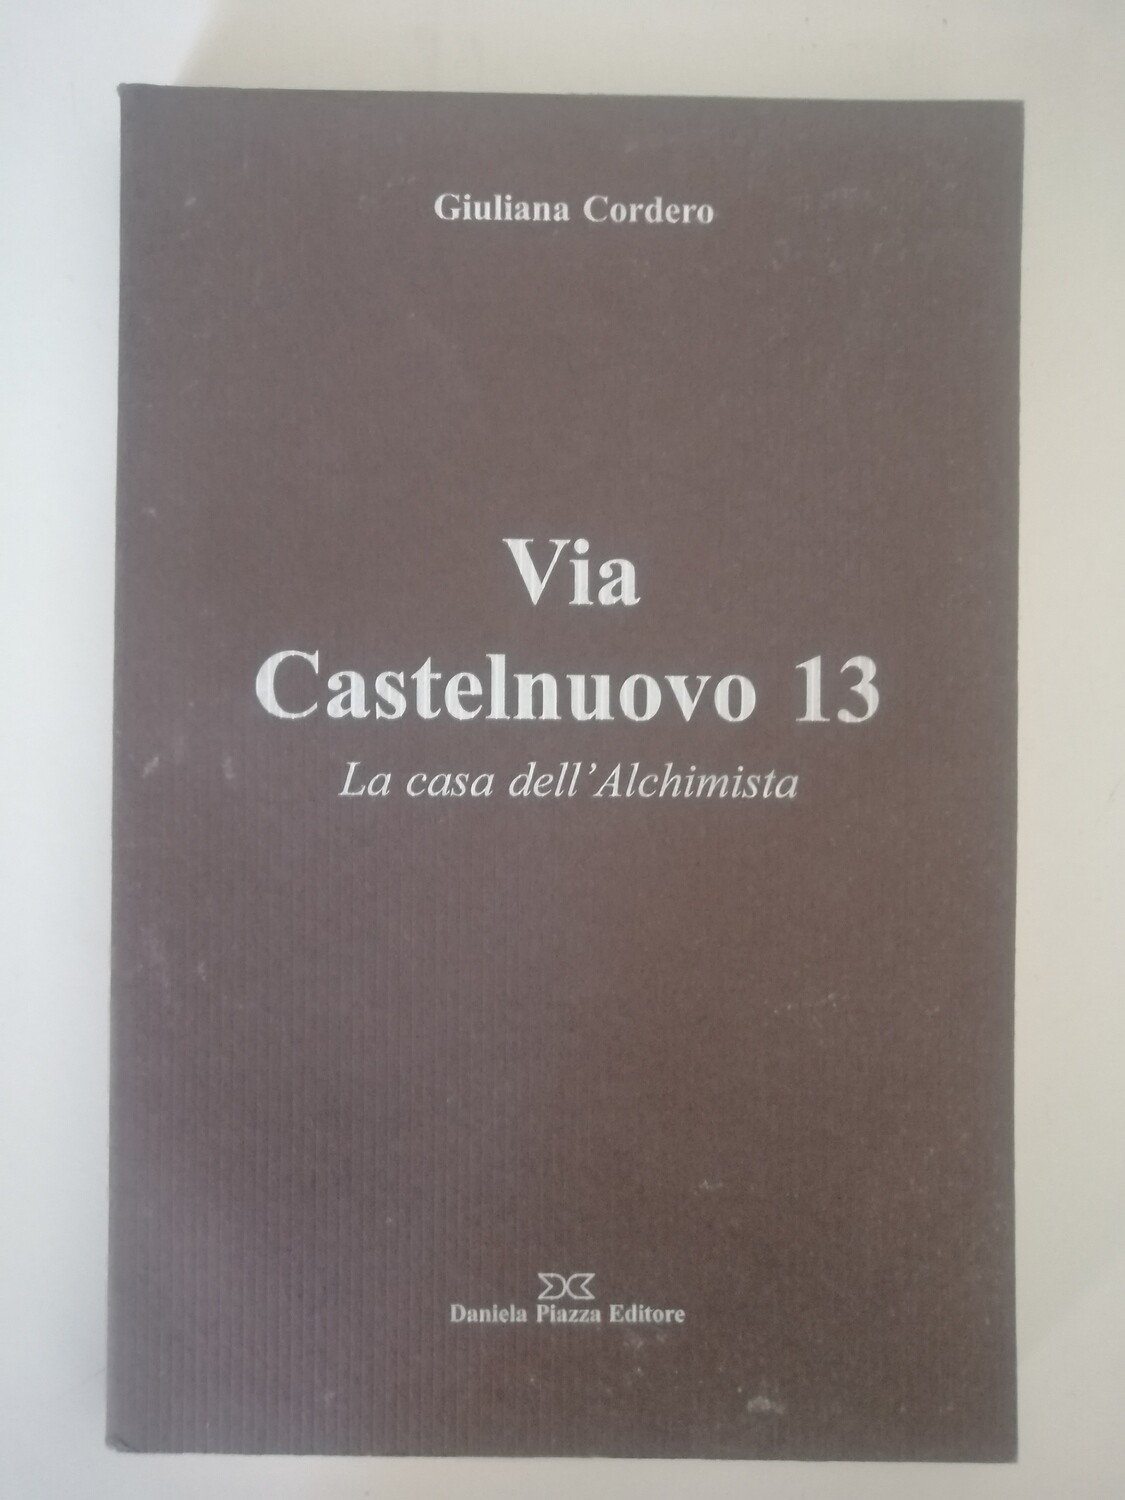 Giuliana Cordero
Via
Castelnuovo 13
La casa dell'Alchimista
Daniela Piazza Editore